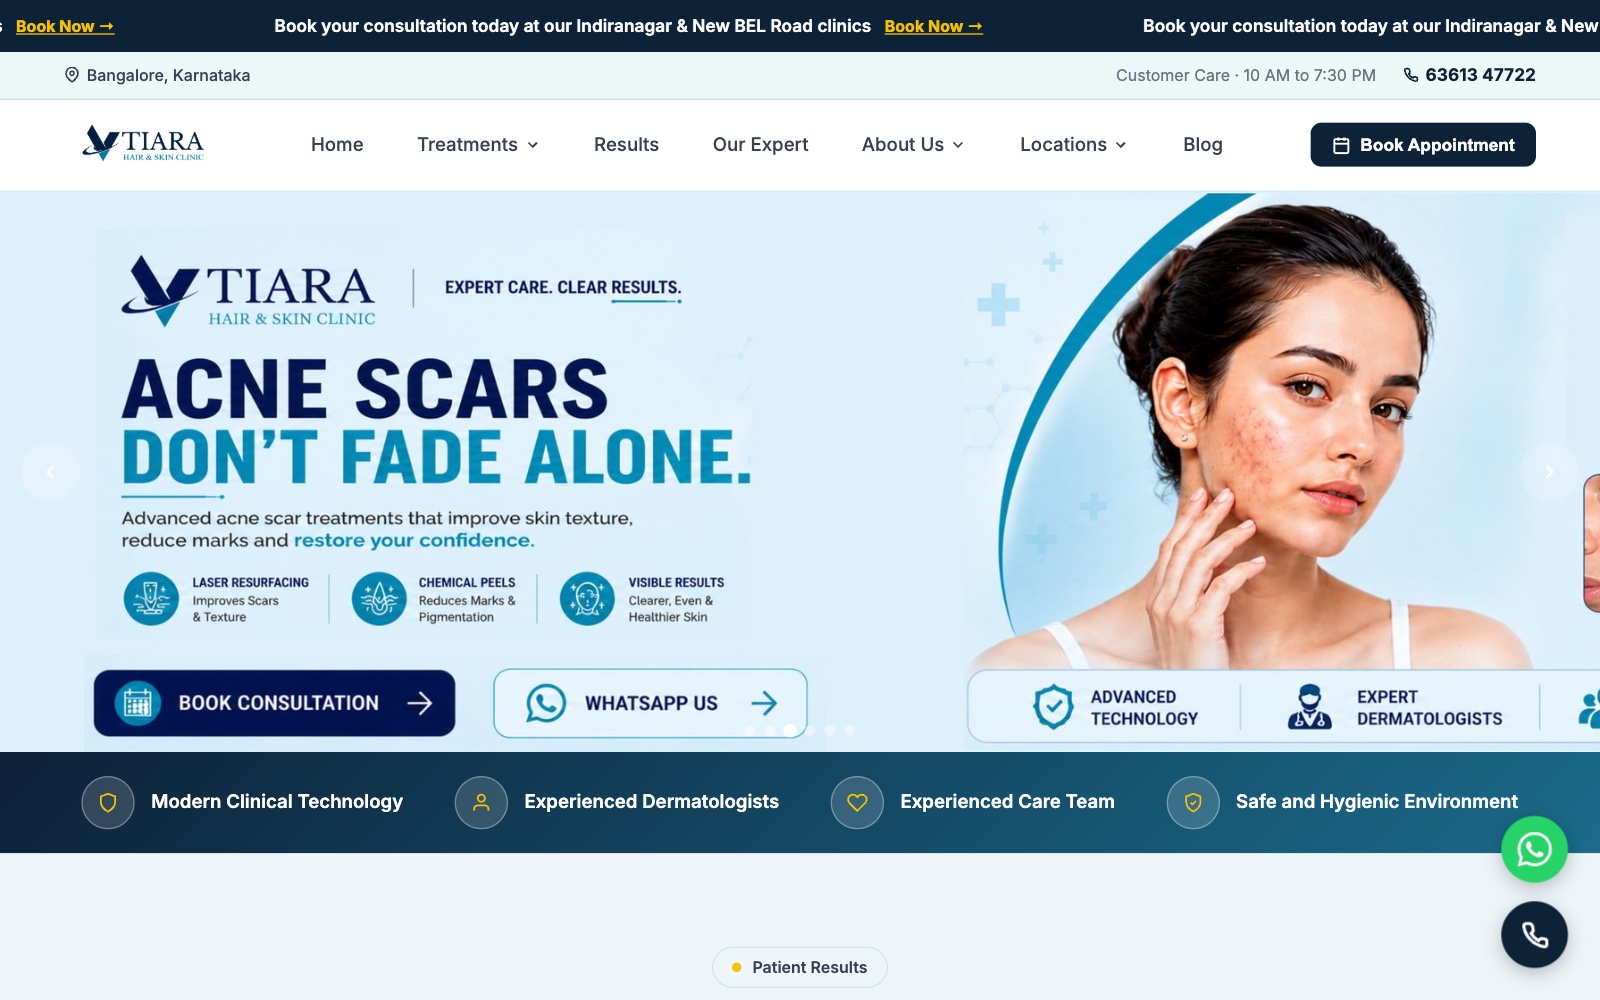 Book Now →
Book your consultation today at our Indiranagar & New BEL Road clinics Book Now →
Book your consultation today at our Indiranagar & New
Bangalore, Karnataka
Customer Care · 10 AM to 7:30 PM
63613 47722
TIARA
HAIR & SKIN CLINIC
Home
Treatments
Results
Our Expert
About Us
Locations
Blog
Book Appointment
TIARA
HAIR & SKIN CLINIC
EXPERT CARE. CLEAR RESULTS.
ACNE SCARS
DON'T FADE ALONE.
Advanced acne scar treatments that improve skin texture,
reduce marks and restore your confidence.
LASER RESURFACING
Improves Scars
& Texture
CHEMICAL PEELS
Reduces Marks &
Pigmentation
VISIBLE RESULTS
Clearer, Even &
Healthier Skin
BOOK CONSULTATION
WHATSAPP US
ADVANCED
TECHNOLOGY
EXPERT
DERMATOLOGISTS
Modern Clinical Technology
Experienced Dermatologists
Experienced Care Team
Safe and Hygienic Environment
Patient Results